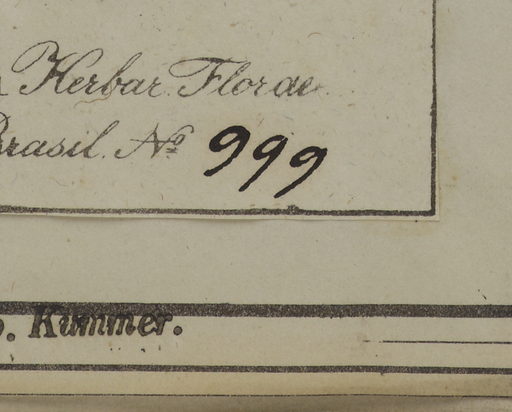 Herbar. Florae
Brasil. № 999
. Kummer.